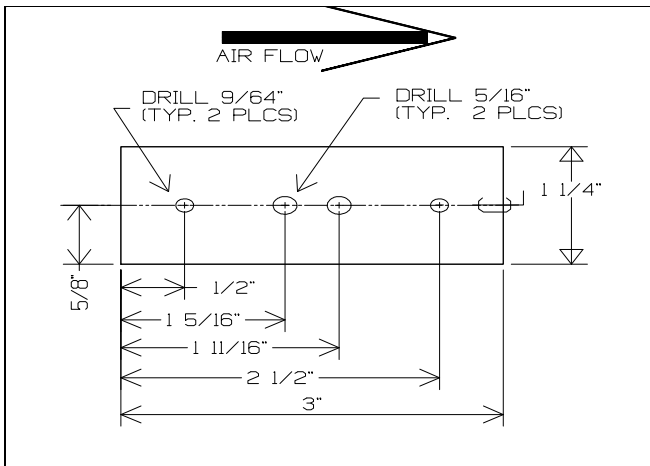 AIR FLOW
DRILL 9/64"
(TYP. 2 PLCS)
DRILL 5/16"
(TYP. 2 PLCS)
1 1/4"
5/8"
1/2"
1 5/16"
1 11/16"
2 1/2"
3"